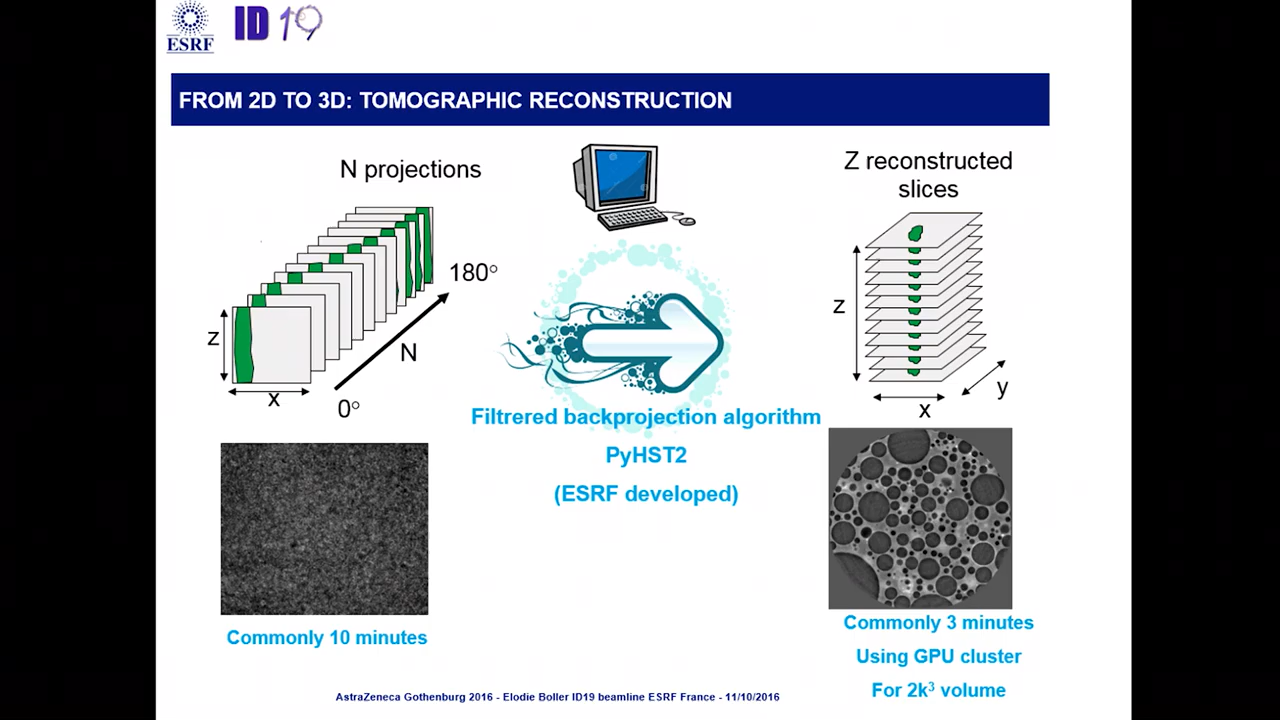 ESRF
ID 19
FROM 2D TO 3D: TOMOGRAPHIC RECONSTRUCTION
N projections
180°
z
N
x
0°
Z reconstructed
slices
z
y
x
Filtrered backprojection algorithm
PyHST2
(ESRF developed)
Commonly 10 minutes
Commonly 3 minutes
Using GPU cluster
For 2k³ volume
AstraZeneca Gothenburg 2016 - Elodie Boller ID19 beamline ESRF France - 11/10/2016